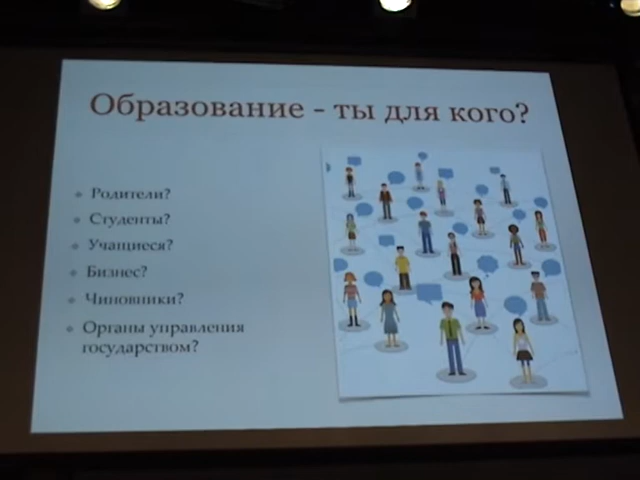 Образование - ты для кого?
Родители?
Студенты?
Учащиеся?
Бизнес?
Чиновники?
Органы управления
государством?